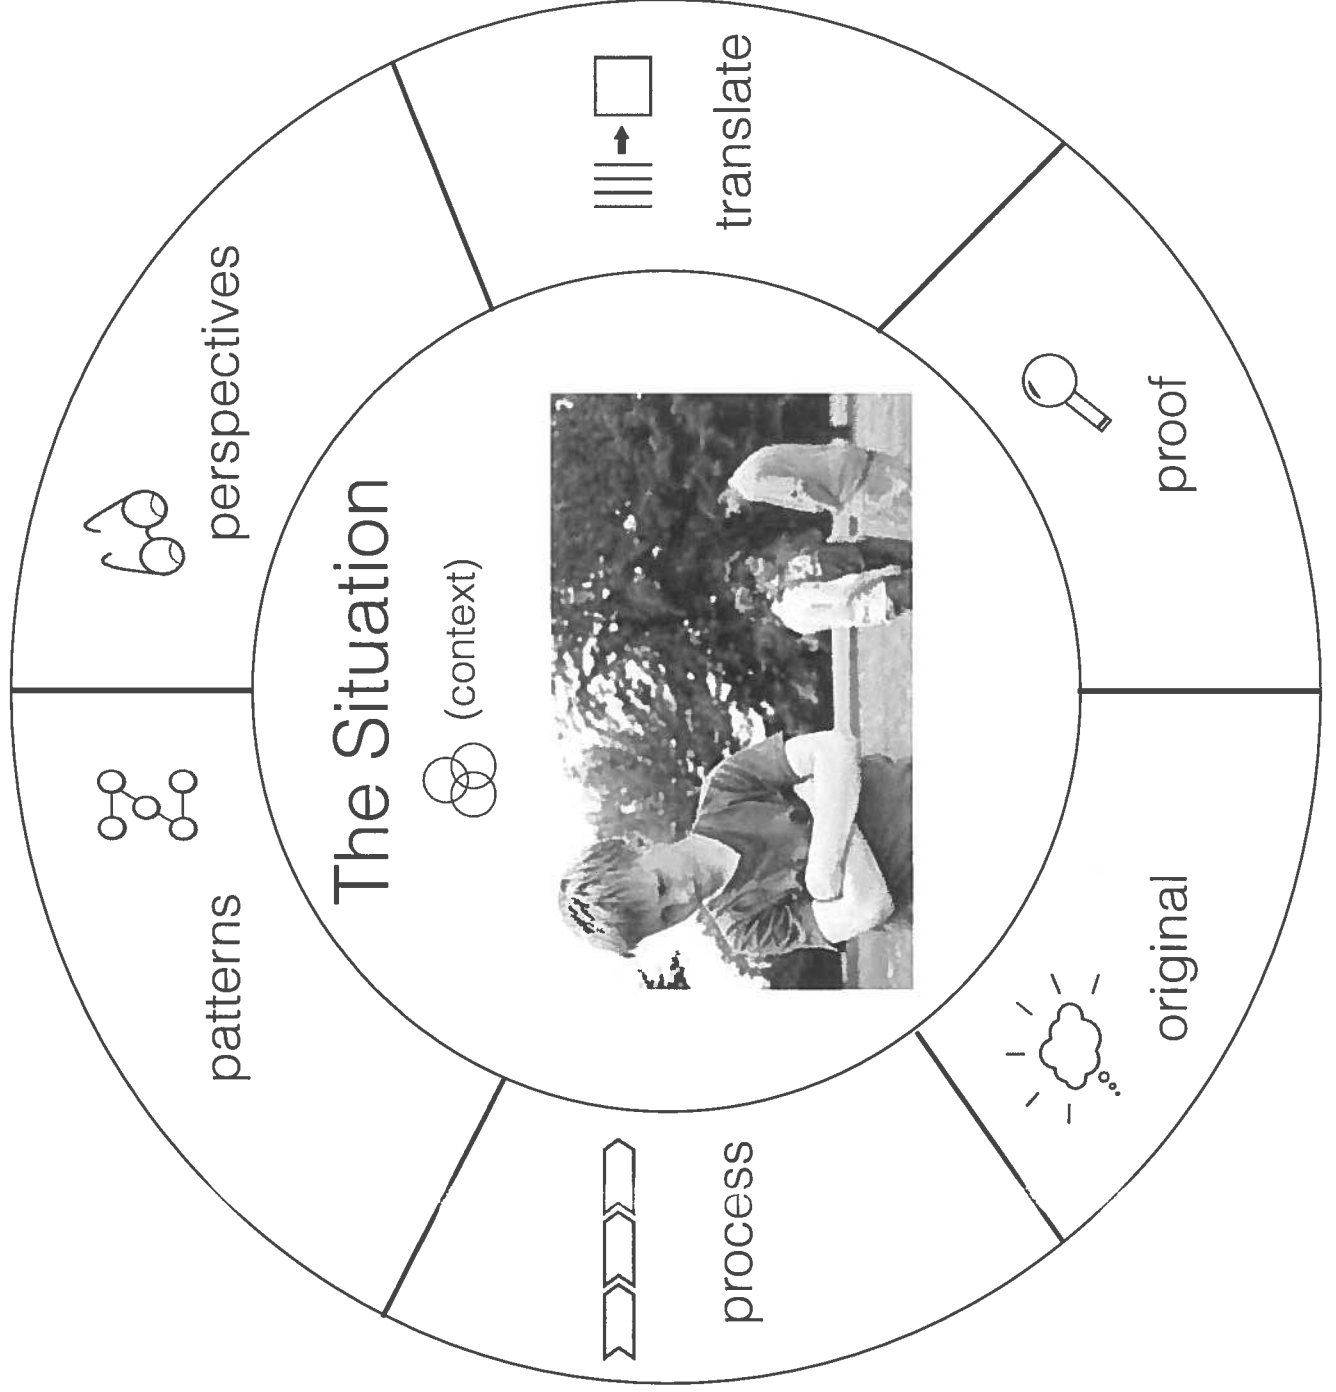 The Situation
(context)
patterns
perspectives
translate
proof
original
process